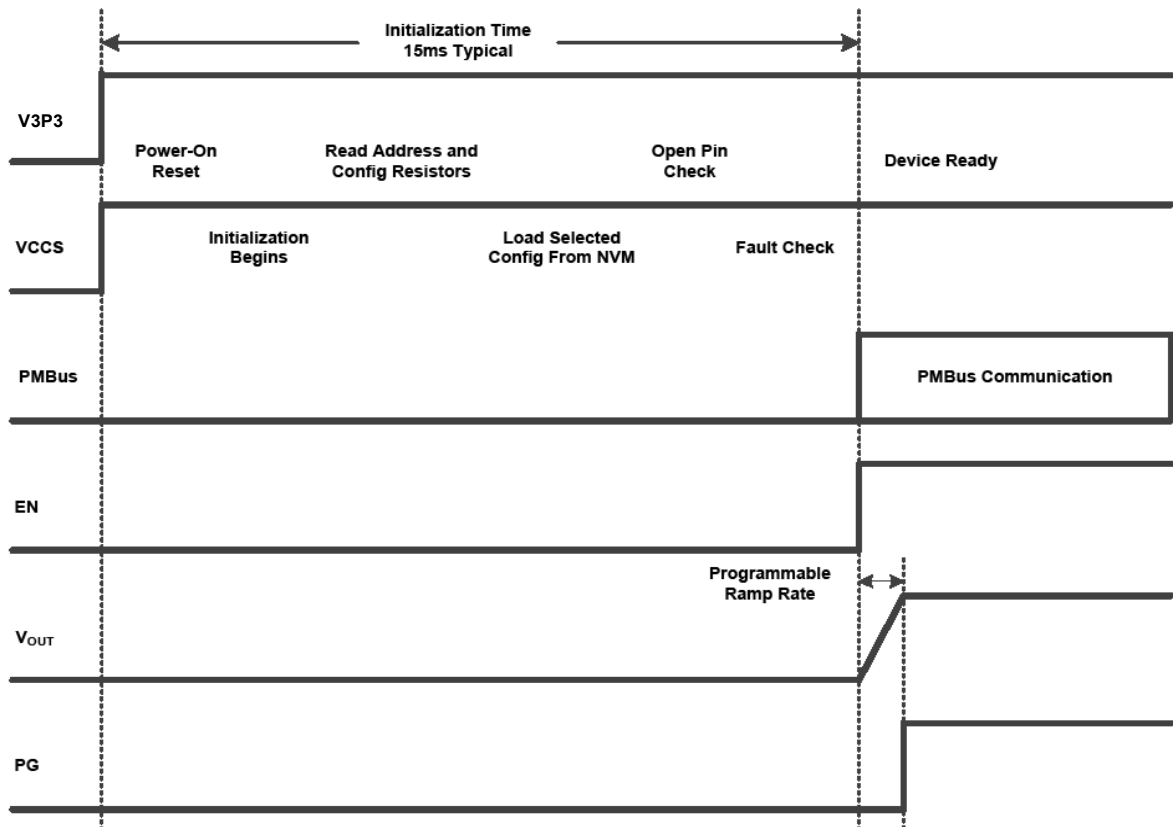 Initialization Time
15ms Typical
V3P3
Power-On
Reset
Read Address and
Config Resistors
Open Pin
Check
Device Ready
VCCS
Initialization
Begins
Load Selected
Config From NVM
Fault Check
PMBus
PMBus Communication
EN
Programmable
Ramp Rate
VOUT
PG